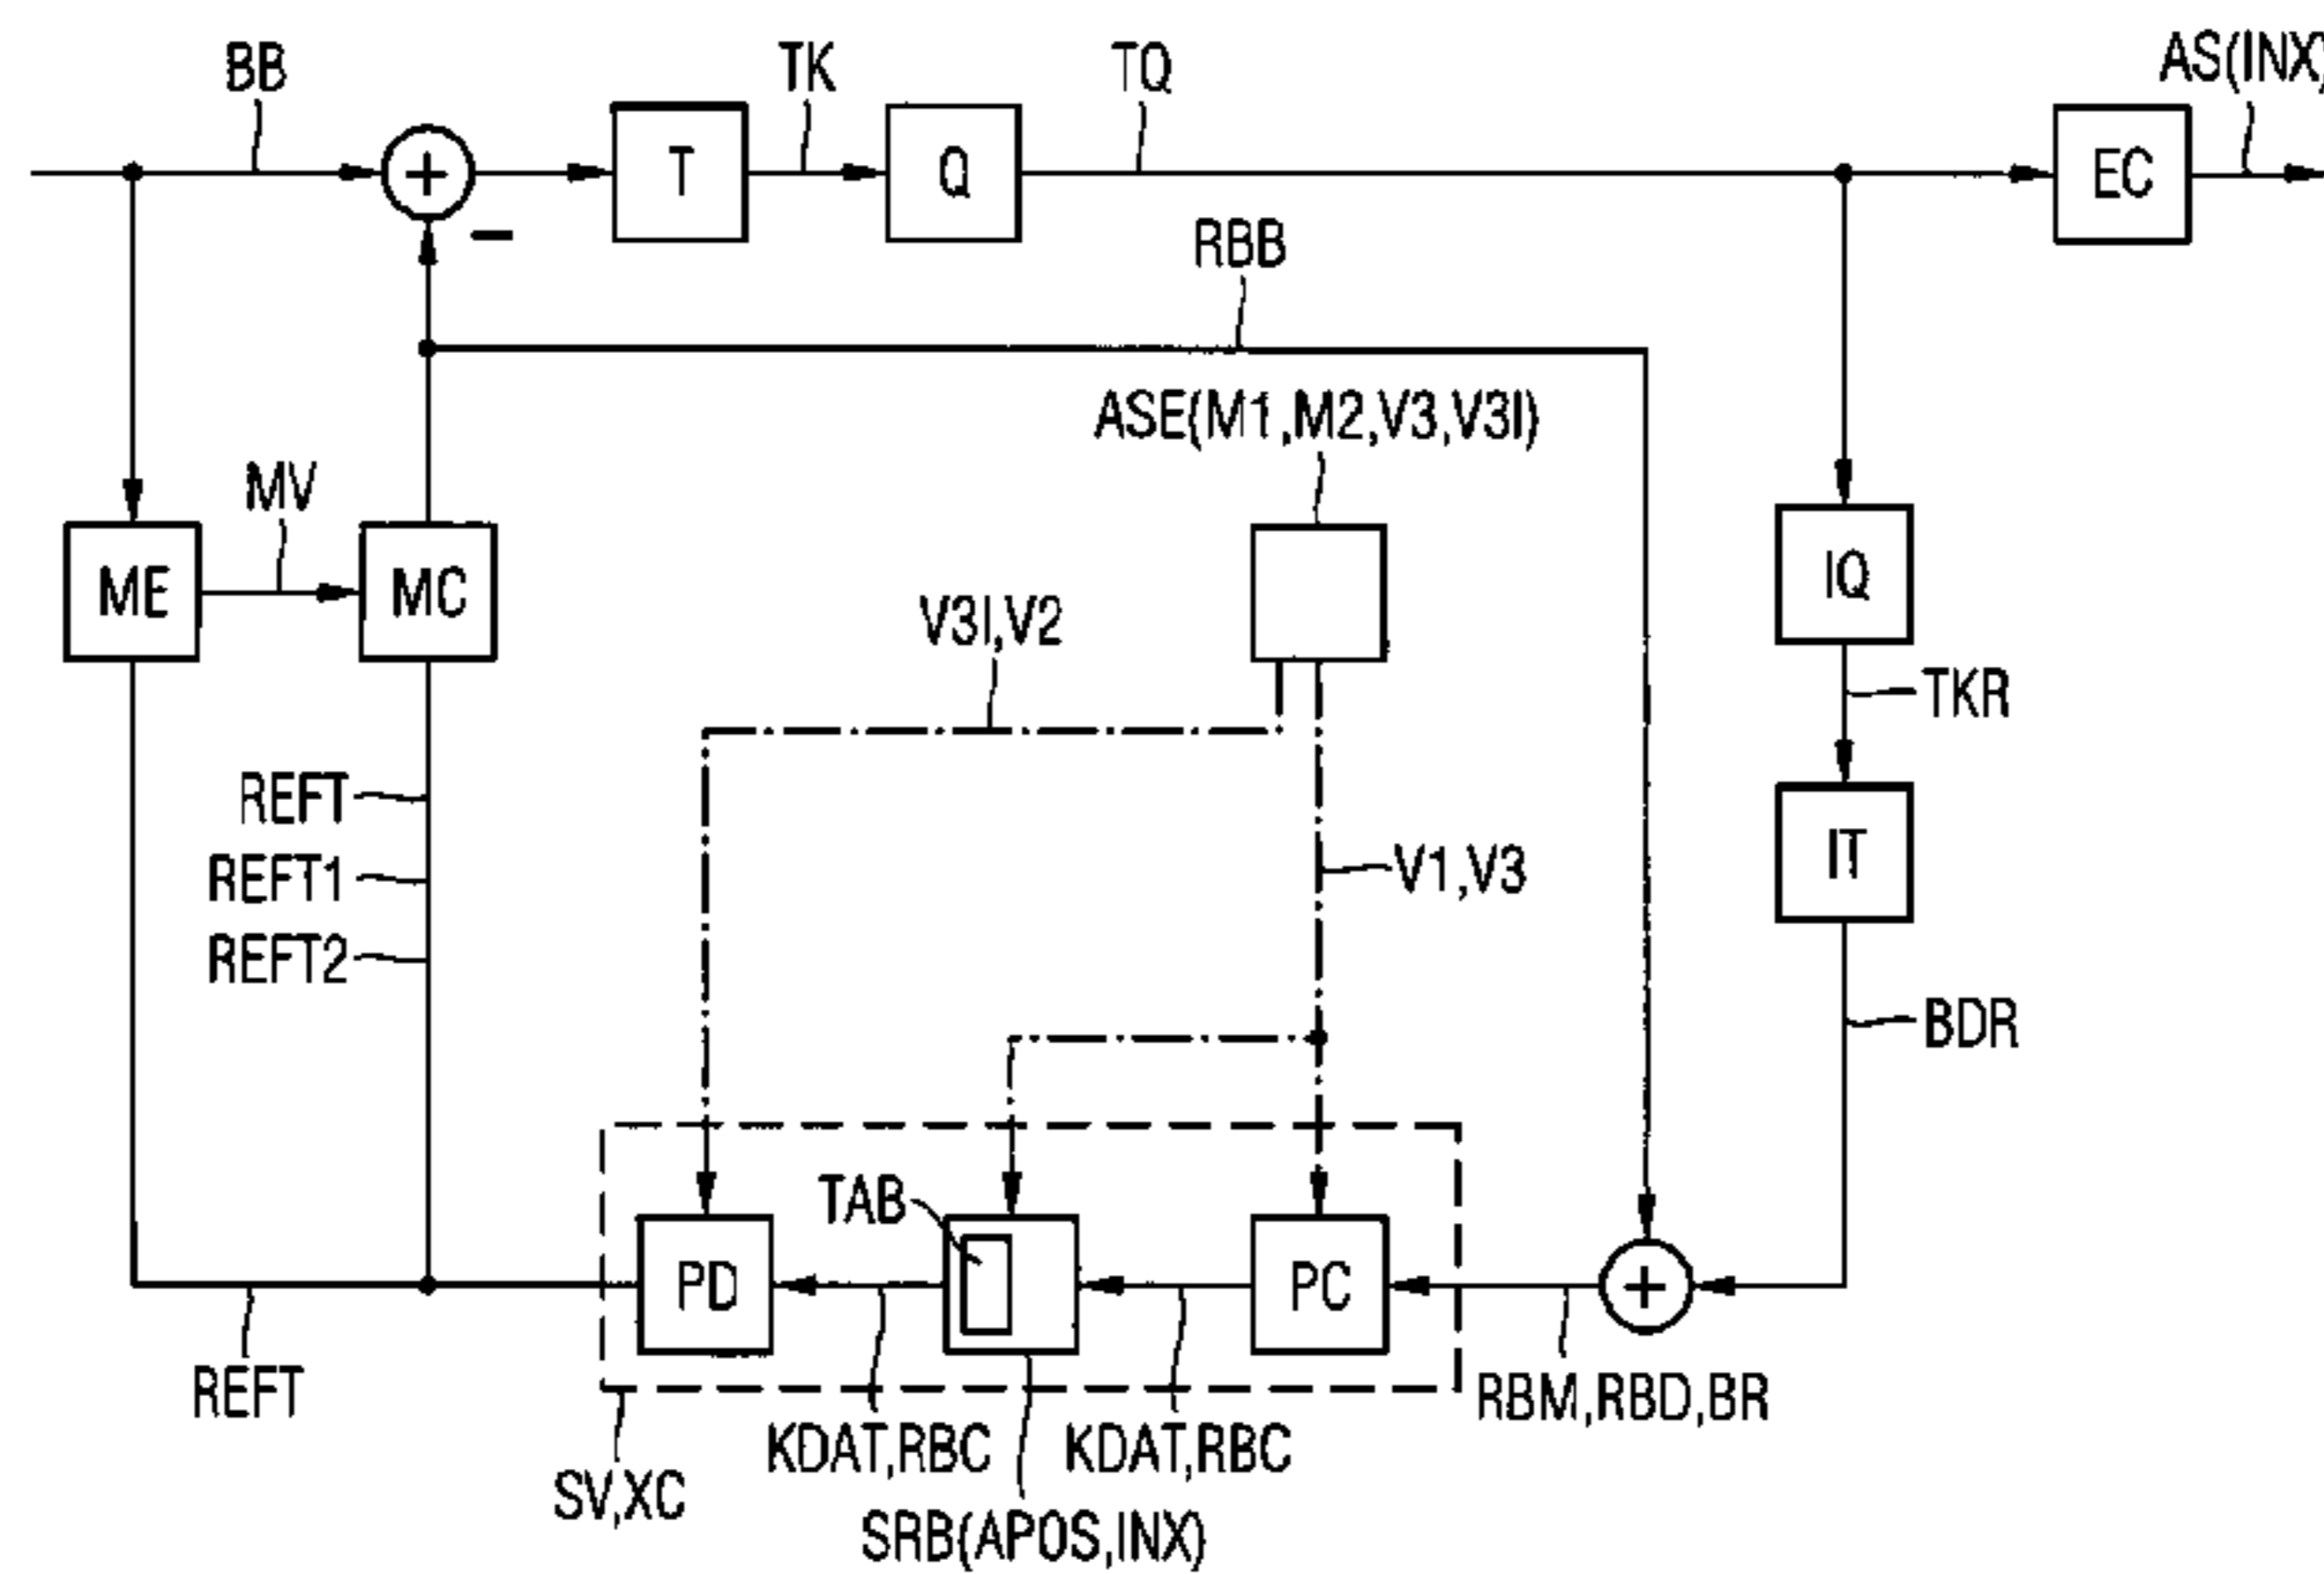 BB
TK
TQ
AS(INX)
+
T
Q
EC
−
RBB
ASE(M1,M2,V3,V3I)
MV
ME
MC
IQ
V3I,V2
TKR
REFT
IT
REFT1
V1,V3
REFT2
BDR
TAB
PD
PC
+
REFT
RBM,RBD,BR
KDAT,RBC
KDAT,RBC
SV,XC
SRB(APOS,INX)